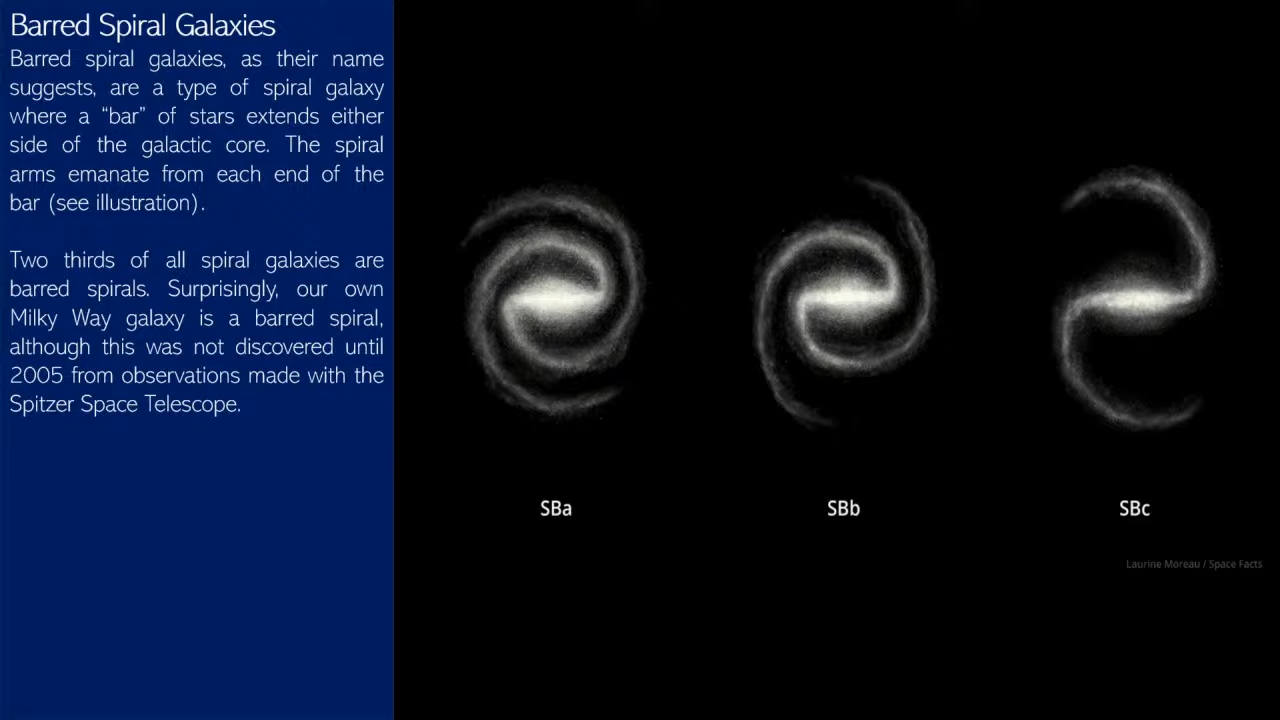 Barred Spiral Galaxies
Barred spiral galaxies, as their name
suggests, are a type of spiral galaxy
where a “bar” of stars extends either
side of the galactic core. The spiral
arms emanate from each end of the
bar (see illustration).
Two thirds of all spiral galaxies are
barred spirals. Surprisingly, our own
Milky Way galaxy is a barred spiral,
although this was not discovered until
2005 from observations made with the
Spitzer Space Telescope.
SBa
SBb
SBc
Laurine Moreau / Space Facts